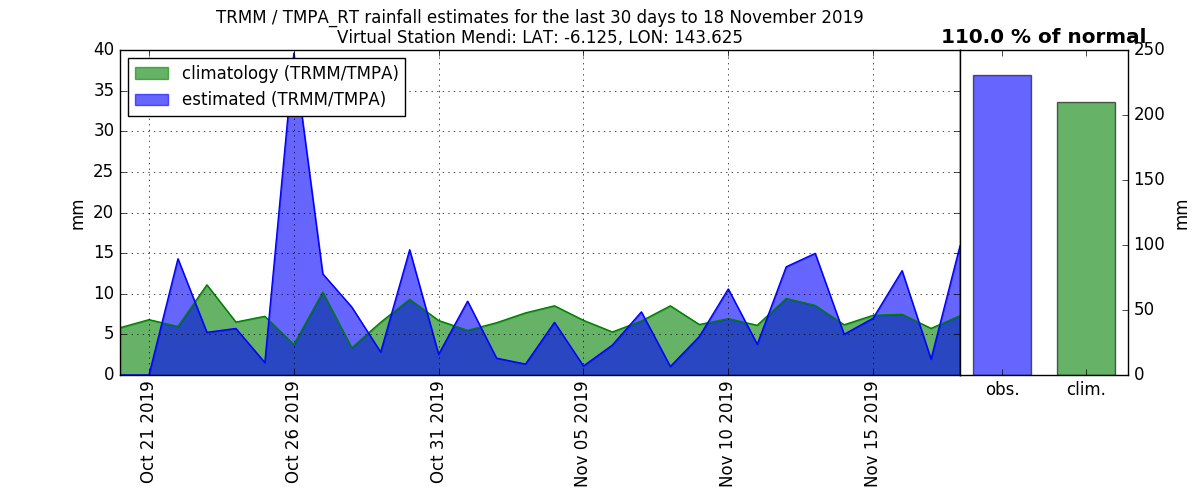 TRMM / TMPA_RT rainfall estimates for the last 30 days to 18 November 2019
Virtual Station Mendi: LAT: -6.125, LON: 143.625
110.0 % of normal
climatology (TRMM/TMPA)
estimated (TRMM/TMPA)
40
35
30
25
20
15
10
5
0
mm
Oct 21 2019
Oct 26 2019
Oct 31 2019
Nov 05 2019
Nov 10 2019
Nov 15 2019
obs.
clim.
250
200
150
100
50
0
mm